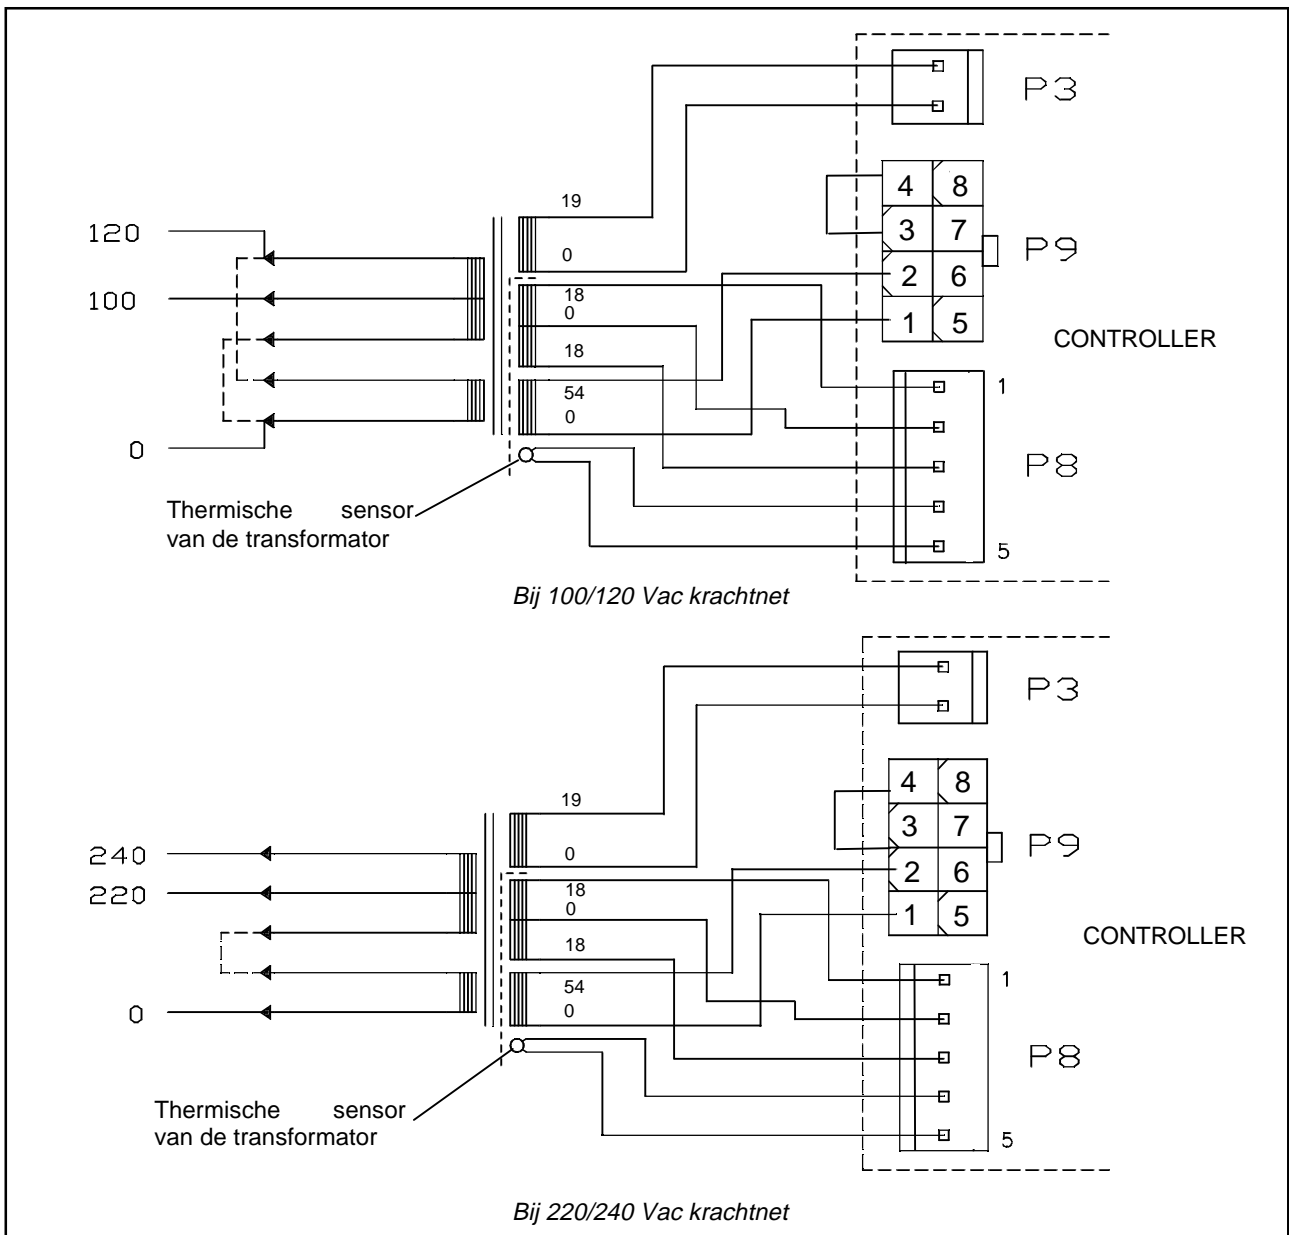 P3
19
4 8
120
3 7
P9
0
2 6
100
18
0
1 5
CONTROLLER
18
1
54
0
0
P8
Thermische sensor
van de transformator
5
Bij 100/120 Vac krachtnet
P3
4 8
19
3 7
P9
240
0
2 6
220
18
0
1 5
CONTROLLER
18
1
54
0
0
P8
Thermische sensor
van de transformator
5
Bij 220/240 Vac krachtnet